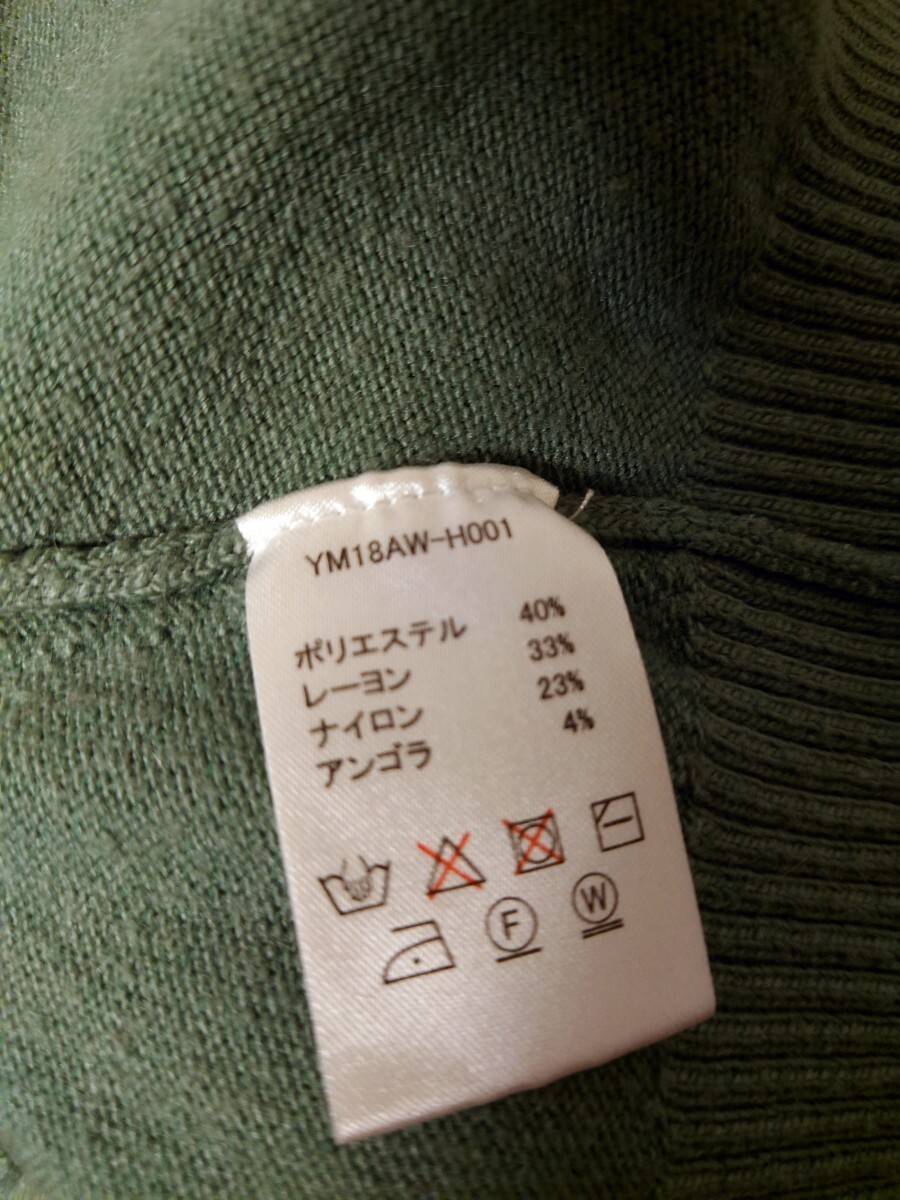 YM18AW-H001
ポリエステル 40%
レーヨン 33%
ナイロン 23%
アンゴラ 4%
F W